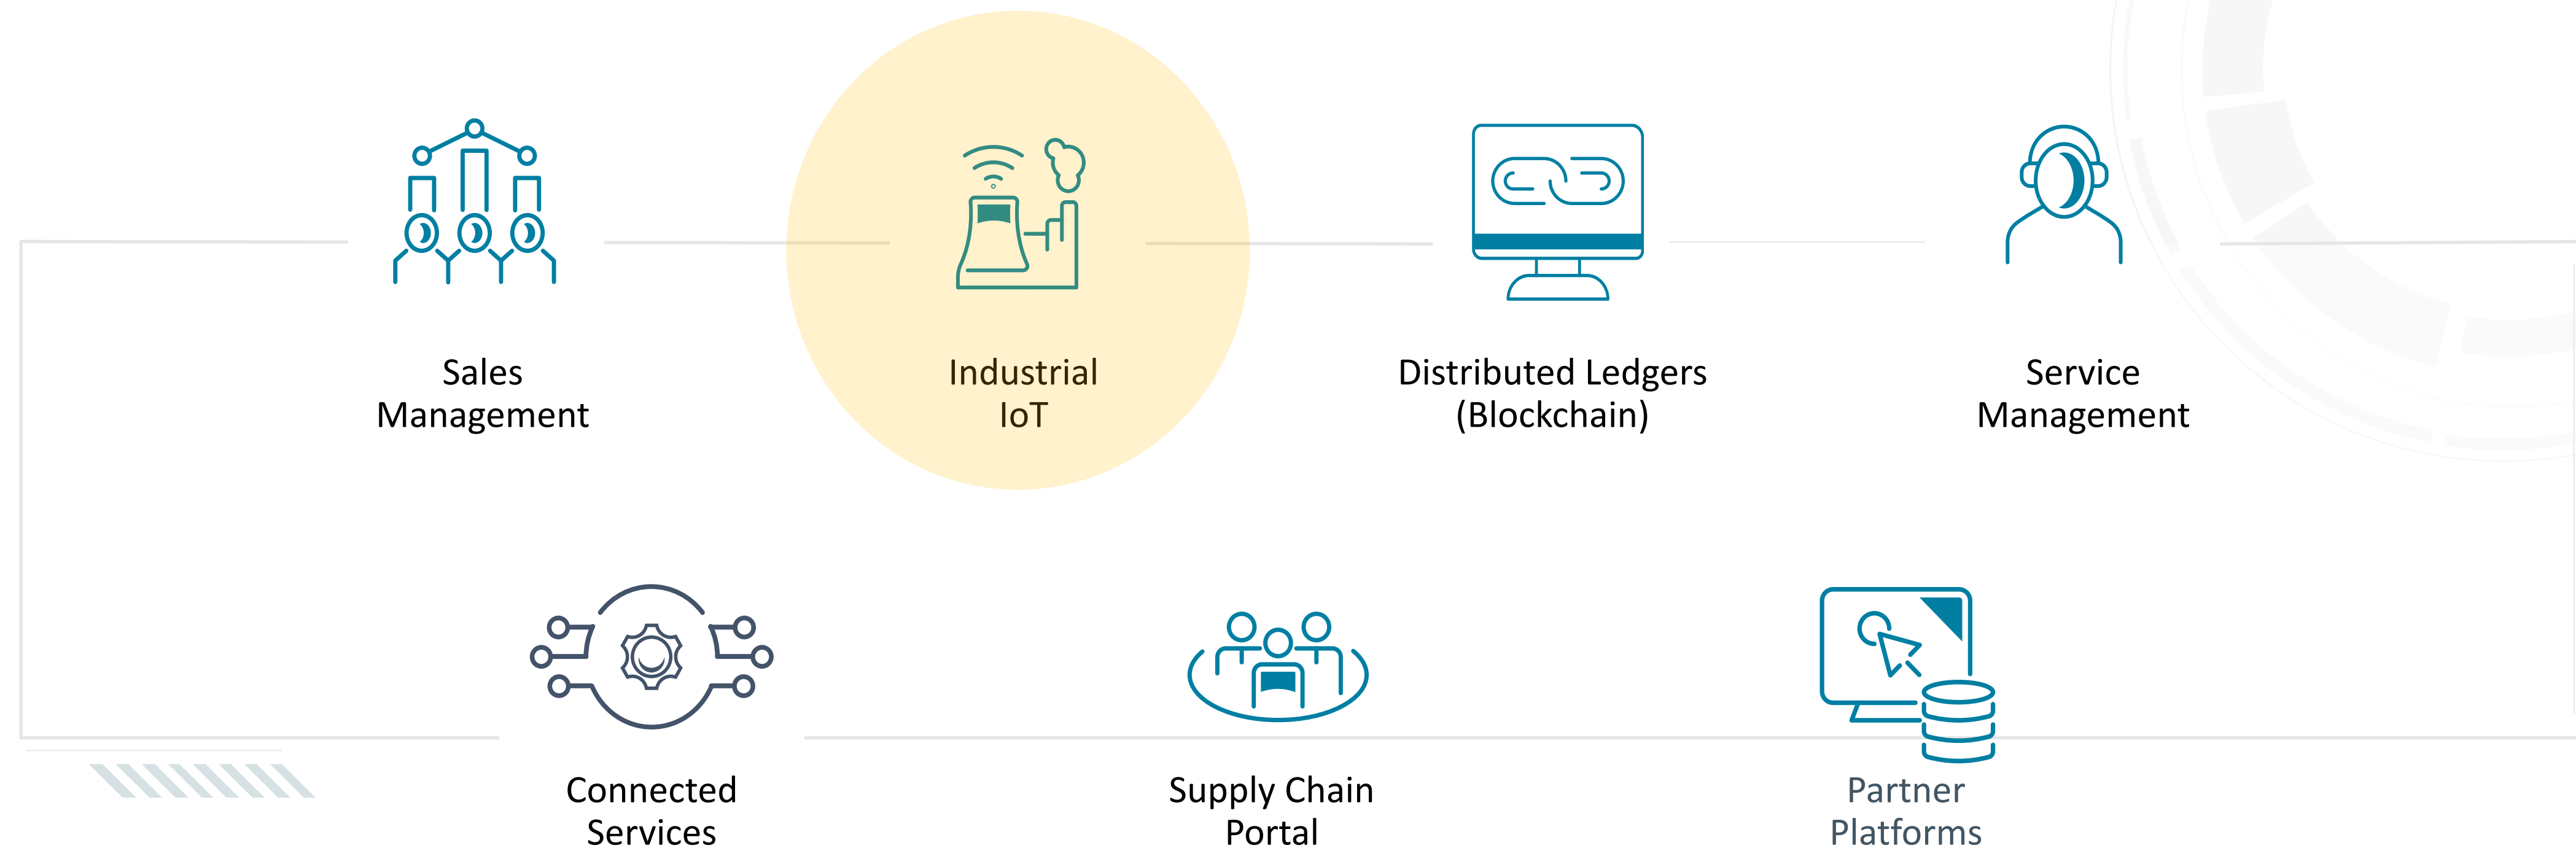 Sales
Management
Industrial
IoT
Distributed Ledgers
(Blockchain)
Service
Management
Connected
Services
Supply Chain
Portal
Partner
Platforms